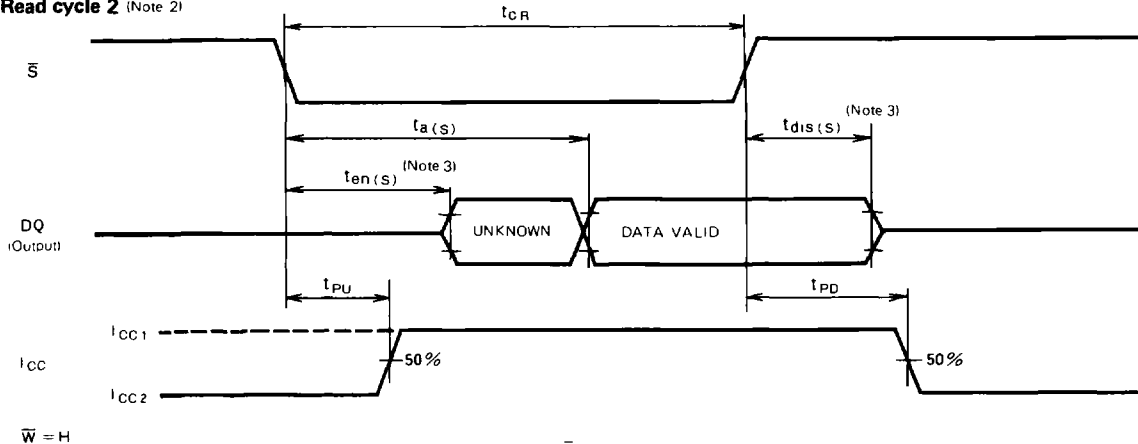 Read cycle 2 (Note 2)
tCR
S̅
(Note 3)
ta(S)
tdis(S)
(Note 3)
ten(S)
DQ
(Output)
UNKNOWN
DATA VALID
tPU
tPD
ICC1
ICC
50%
50%
ICC2
W̅ = H